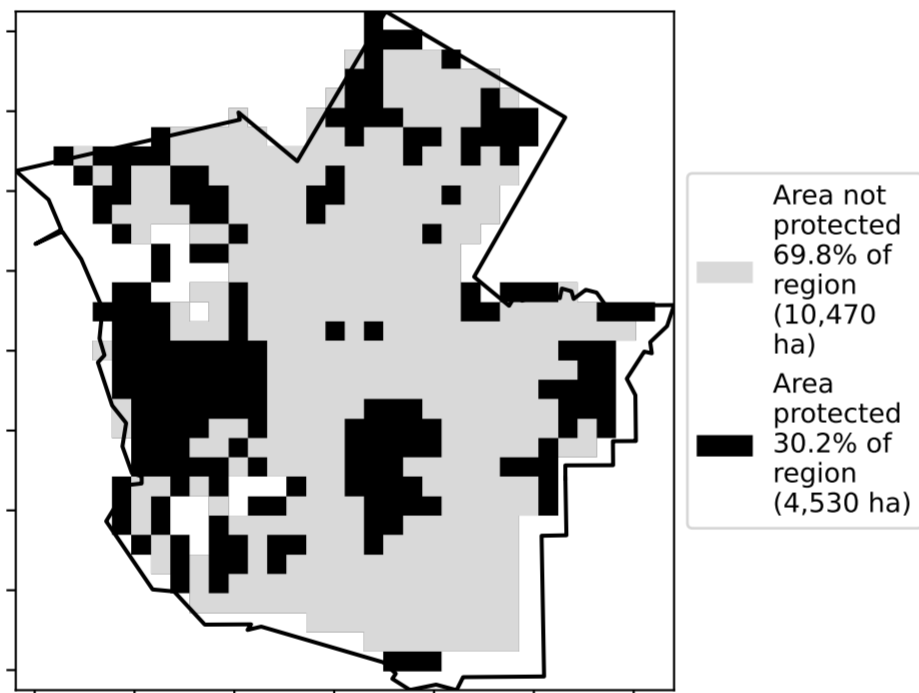 Area not
protected
69.8% of
region
(10,470
ha)
Area
protected
30.2% of
region
(4,530 ha)